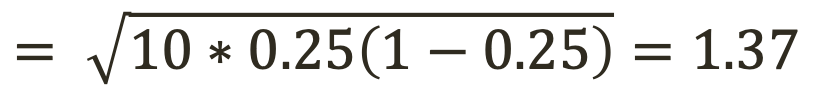 = √10 * 0.25(1 − 0.25) = 1.37